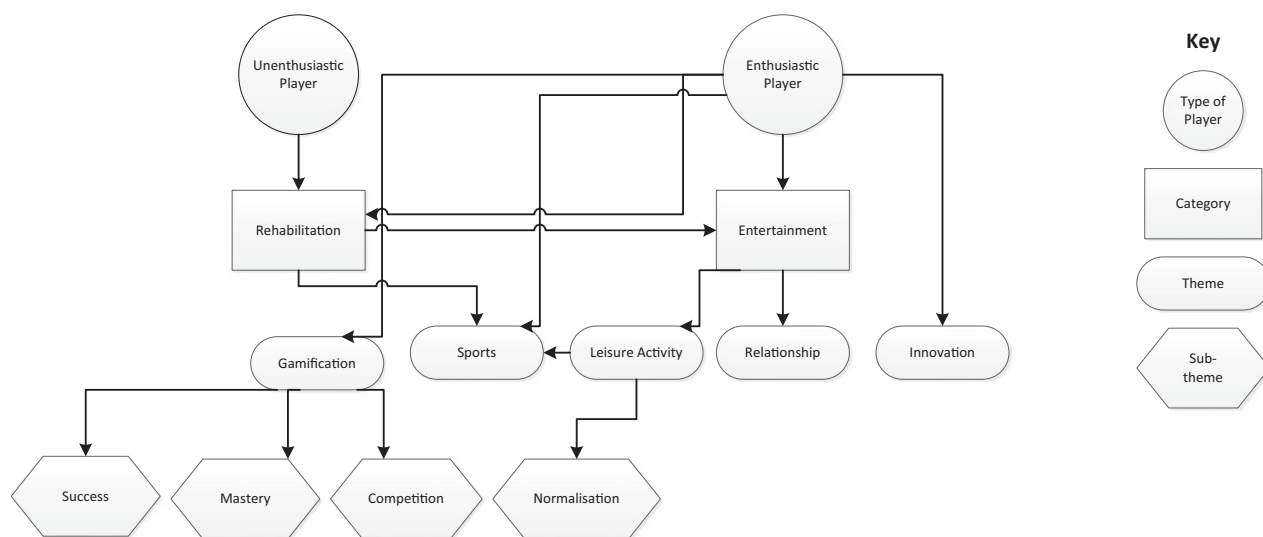 Unenthusiastic
Player
Enthusiastic
Player
Rehabilitation
Entertainment
Gamification
Sports
Leisure Activity
Relationship
Innovation
Success
Mastery
Competition
Normalisation
Key
Type of
Player
Category
Theme
Sub-
theme